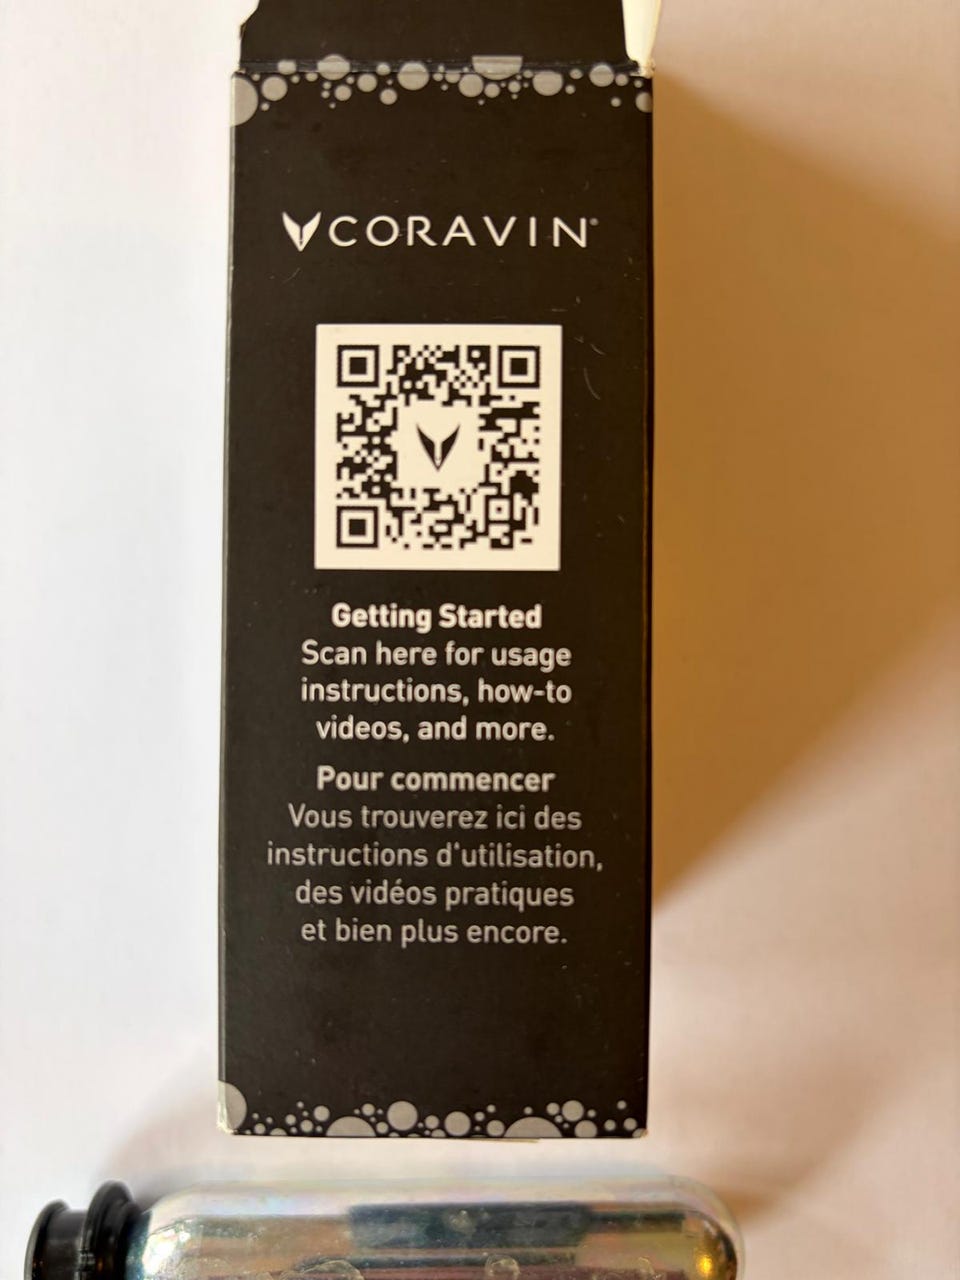 CORAVIN®
Getting Started
Scan here for usage
instructions, how-to
videos, and more.
Pour commencer
Vous trouverez ici des
instructions d'utilisation,
des vidéos pratiques
et bien plus encore.